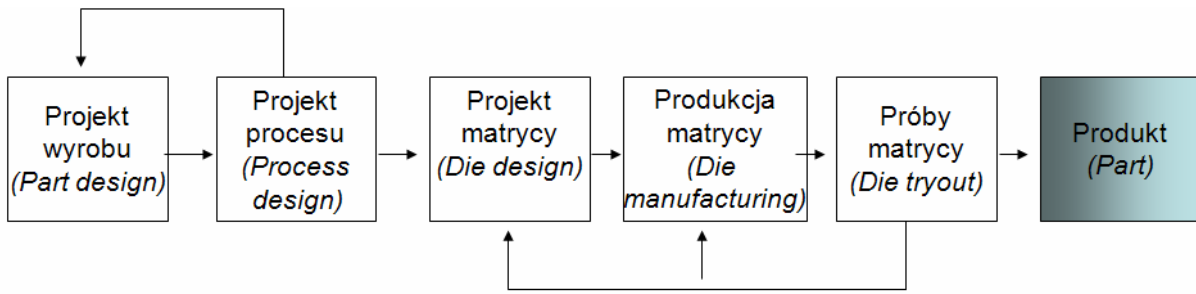 Projekt
wyrobu
(Part design)
Projekt
procesu
(Process
design)
Projekt
matrycy
(Die design)
Produkcja
matrycy
(Die
manufacturing)
Próby
matrycy
(Die tryout)
Produkt
(Part)